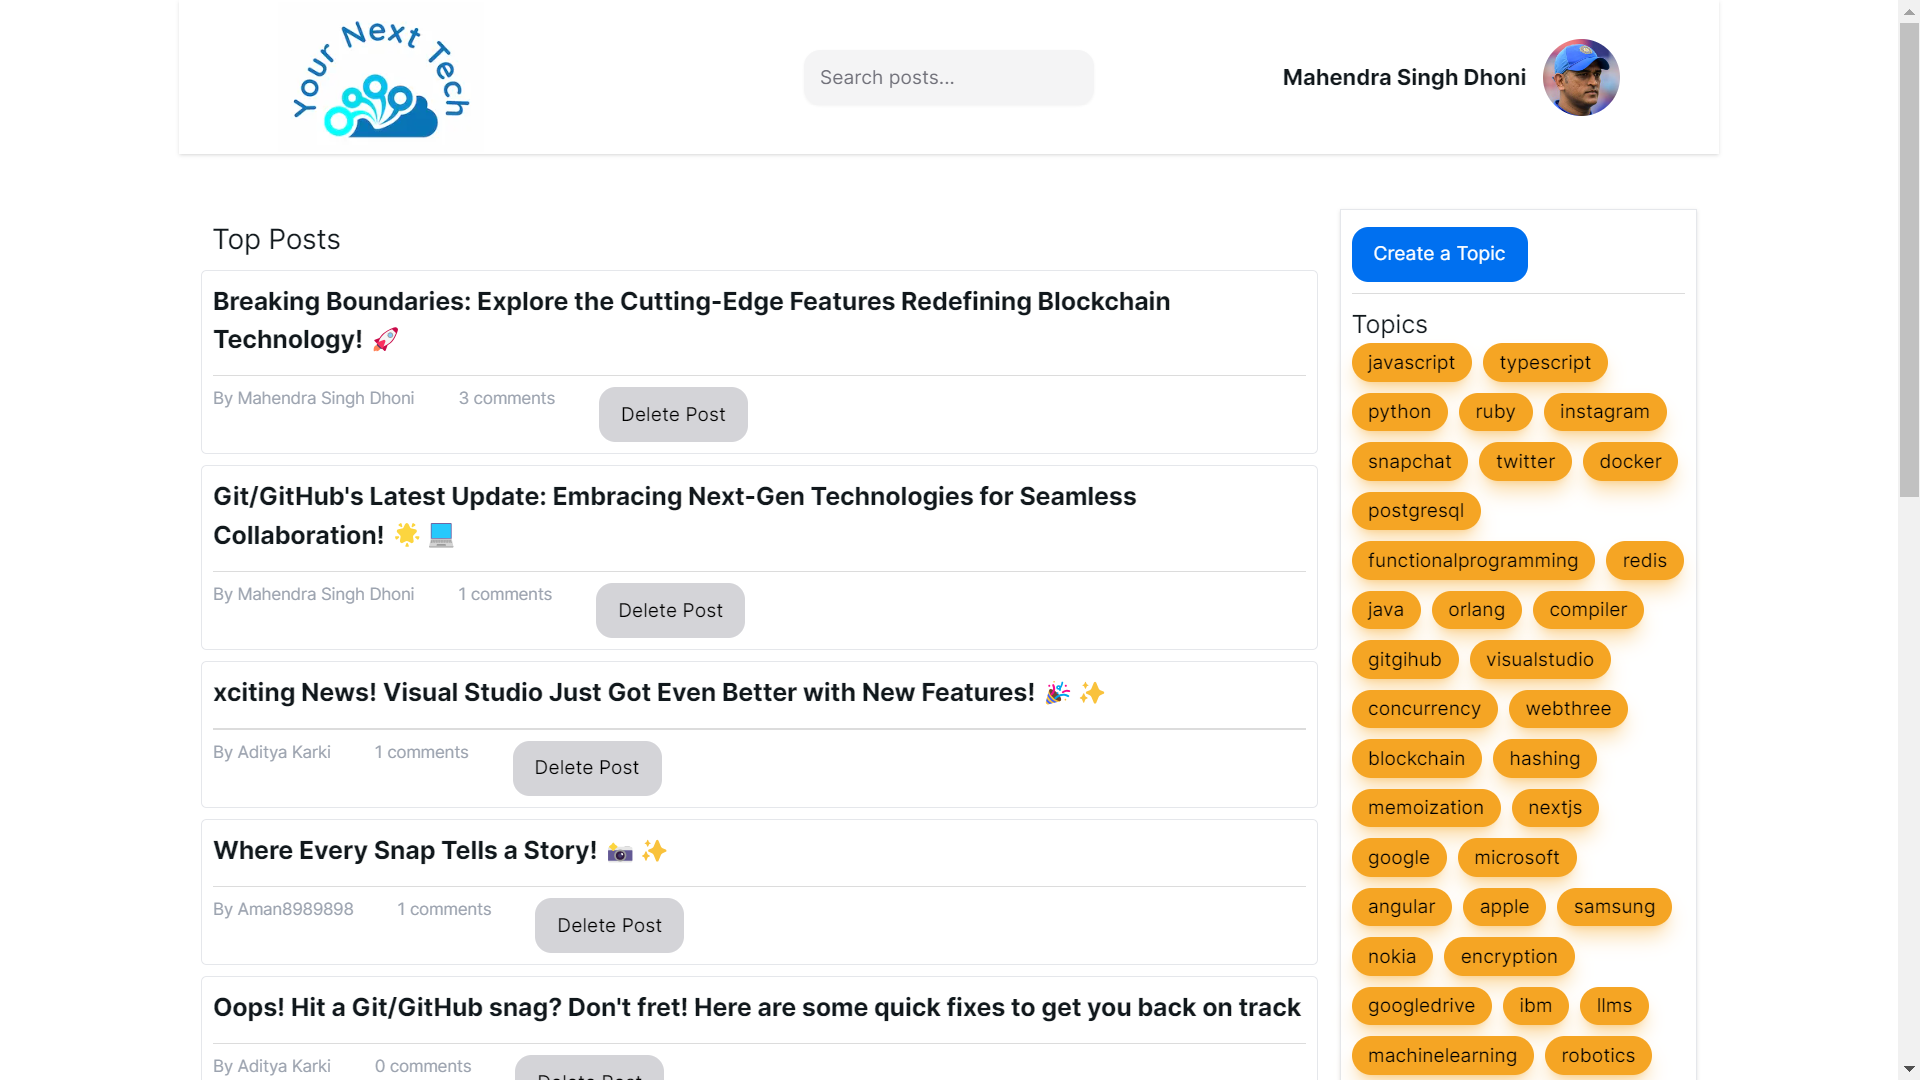 Your Next Tech
Search posts...
Mahendra Singh Dhoni
Top Posts
Breaking Boundaries: Explore the Cutting-Edge Features Redefining Blockchain
Technology! 🚀
By Mahendra Singh Dhoni 3 comments Delete Post
Git/GitHub's Latest Update: Embracing Next-Gen Technologies for Seamless
Collaboration! 🌟 💻
By Mahendra Singh Dhoni 1 comments Delete Post
xciting News! Visual Studio Just Got Even Better with New Features! 🎉 ✨
By Aditya Karki 1 comments Delete Post
Where Every Snap Tells a Story! 📸 ✨
By Aman8989898 1 comments Delete Post
Oops! Hit a Git/GitHub snag? Don't fret! Here are some quick fixes to get you back on track
By Aditya Karki 0 comments Delete Post
Create a Topic
Topics
javascript typescript
python ruby instagram
snapchat twitter docker
postgresql
functionalprogramming redis
java orlang compiler
gitgihub visualstudio
concurrency webthree
blockchain hashing
memoization nextjs
google microsoft
angular apple samsung
nokia encryption
googledrive ibm llms
machinelearning robotics